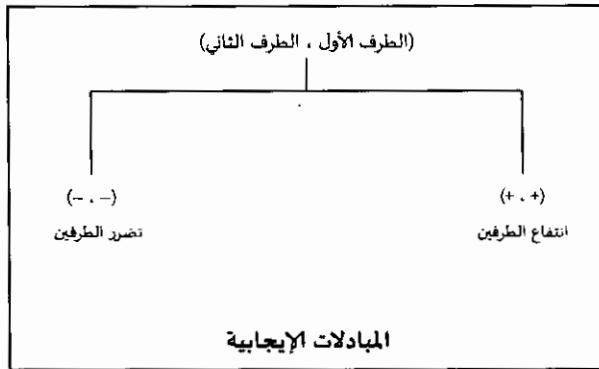 (الطرف الأول ، الطرف الثاني)
(+ ، +)
انتفاع الطرفين
(– ، –)
تضرر الطرفين
المبادلات الإيجابية